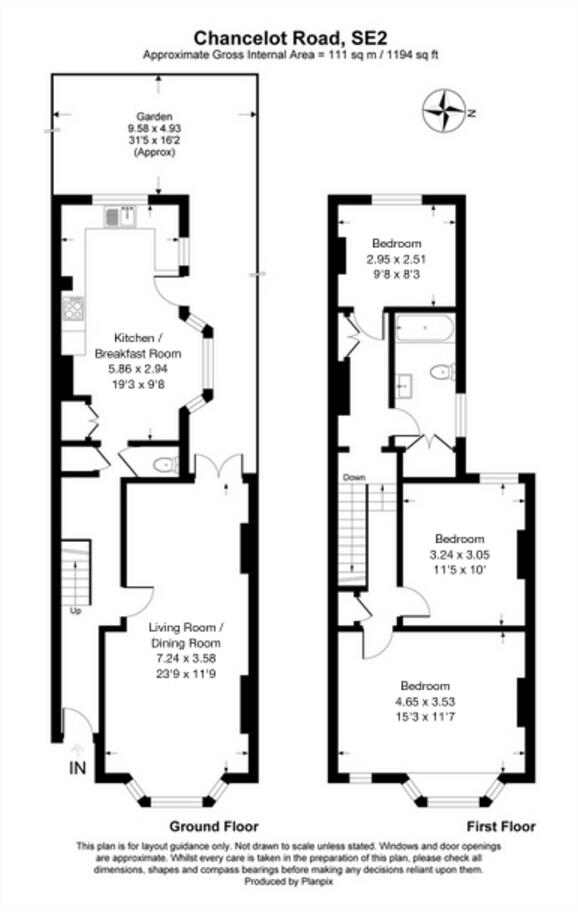 Chancelot Road, SE2
Approximate Gross Internal Area = 111 sq m / 1194 sq ft
N
Garden
9.58 x 4.93
31'5 x 16'2
(Approx)
Kitchen /
Breakfast Room
5.86 x 2.94
19'3 x 9'8
Up
Living Room /
Dining Room
7.24 x 3.58
23'9 x 11'9
IN
Ground Floor
Bedroom
2.95 x 2.51
9'8 x 8'3
Down
Bedroom
3.24 x 3.05
11'5 x 10'
Bedroom
4.65 x 3.53
15'3 x 11'7
First Floor
This plan is for layout guidance only. Not drawn to scale unless stated. Windows and door openings
are approximate. Whilst every care is taken in the preparation of this plan, please check all
dimensions, shapes and compass bearings before making any decisions reliant upon them.
Produced by Planpix